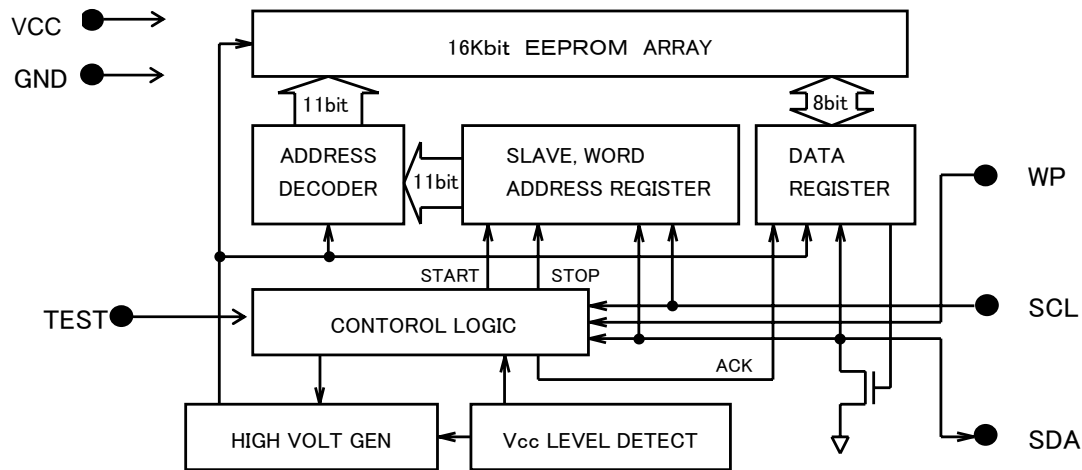 VCC
16Kbit EEPROM ARRAY
GND
11bit
8bit
ADDRESS
DECODER
11bit
SLAVE, WORD
ADDRESS REGISTER
DATA
REGISTER
WP
START
STOP
TEST
CONTOROL LOGIC
SCL
ACK
HIGH VOLT GEN
Vcc LEVEL DETECT
SDA